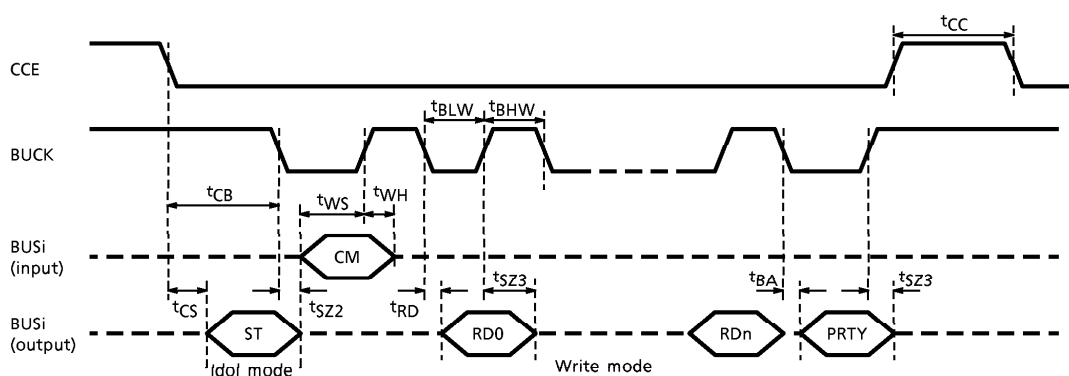 tCC
CCE
tBLW
tBHW
BUCK
tCB
tWS
tWH
BUSi
(input)
CM
tBA
tSZ3
tSZ3
tCS
tSZ2
tRD
BUSi
(output)
ST
RD0
RDn
PRTY
Idol mode
Write mode